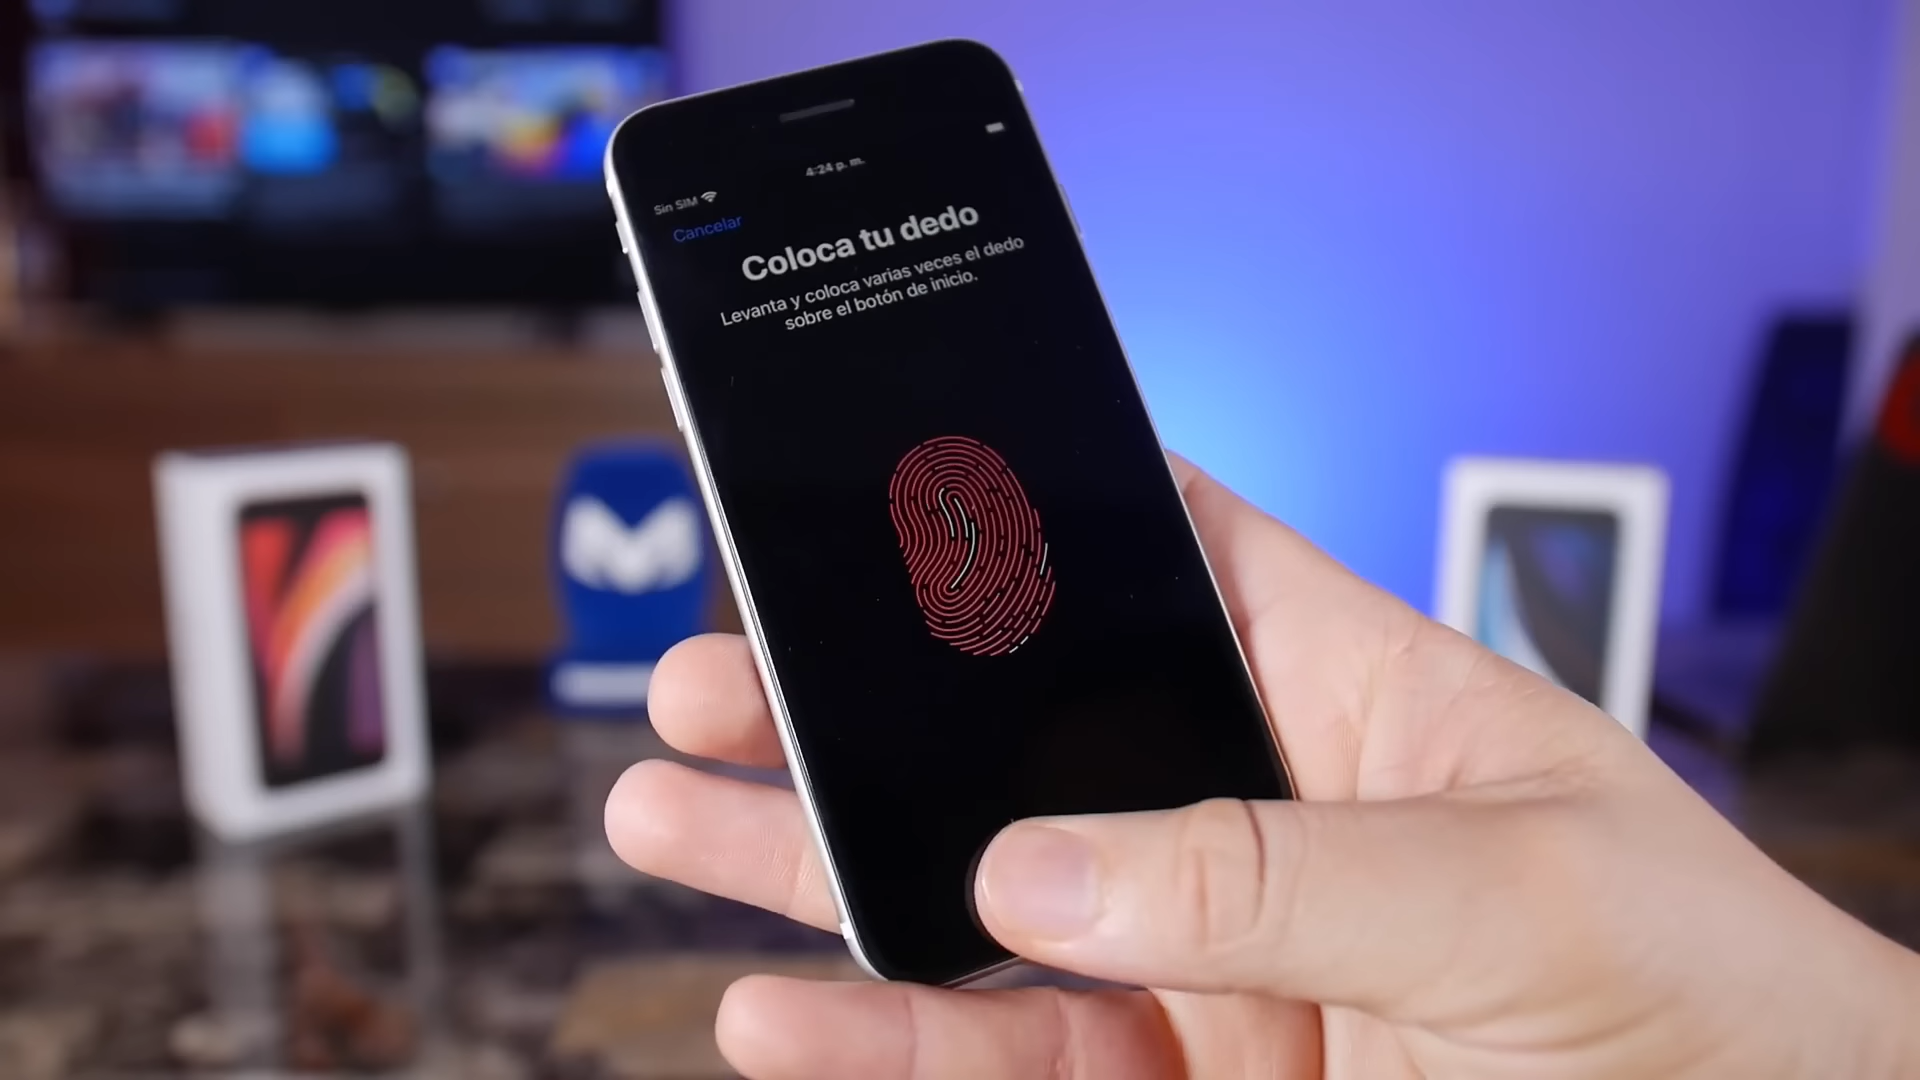 4:24 p. m.
Sin SIM
Cancelar
Coloca tu dedo
Levanta y coloca varias veces el dedo
sobre el botón de inicio.